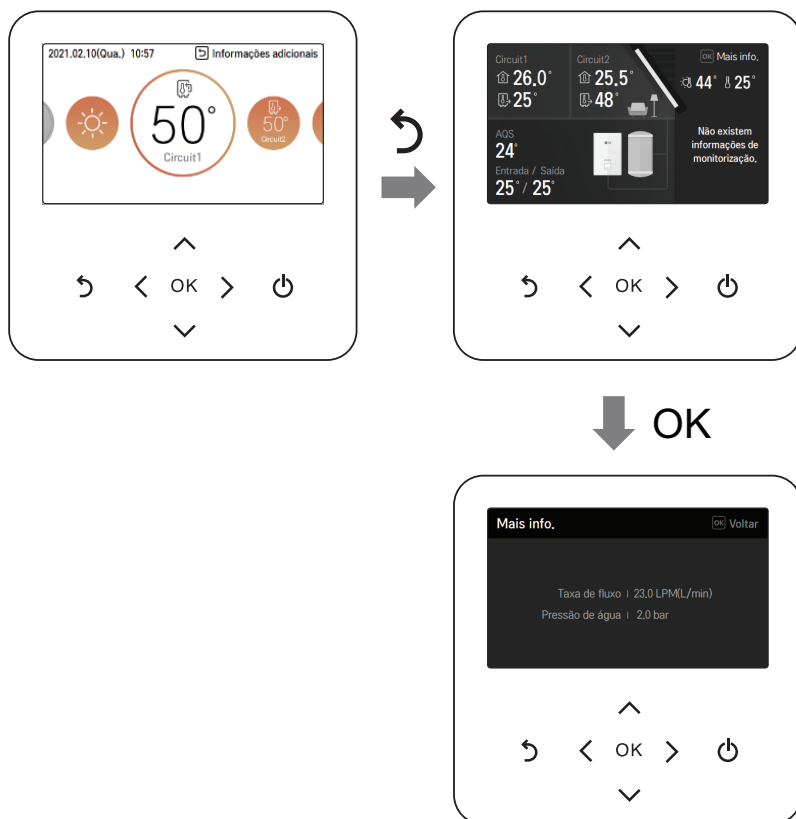 2021.02.10(Qua.) 10:57 Informações adicionais
50°
Circuit1
50°
Circuit2
OK
Circuit1
26.0°
25°
Circuit2
25.5°
48°
OK Mais info.
44° 25°
Não existem
informações de
monitorização.
AQS
24°
Entrada / Saída
25° / 25°
OK
OK
Mais info.
OK Voltar
Taxa de fluxo | 23.0 LPM(L/min)
Pressão de água | 2.0 bar
OK